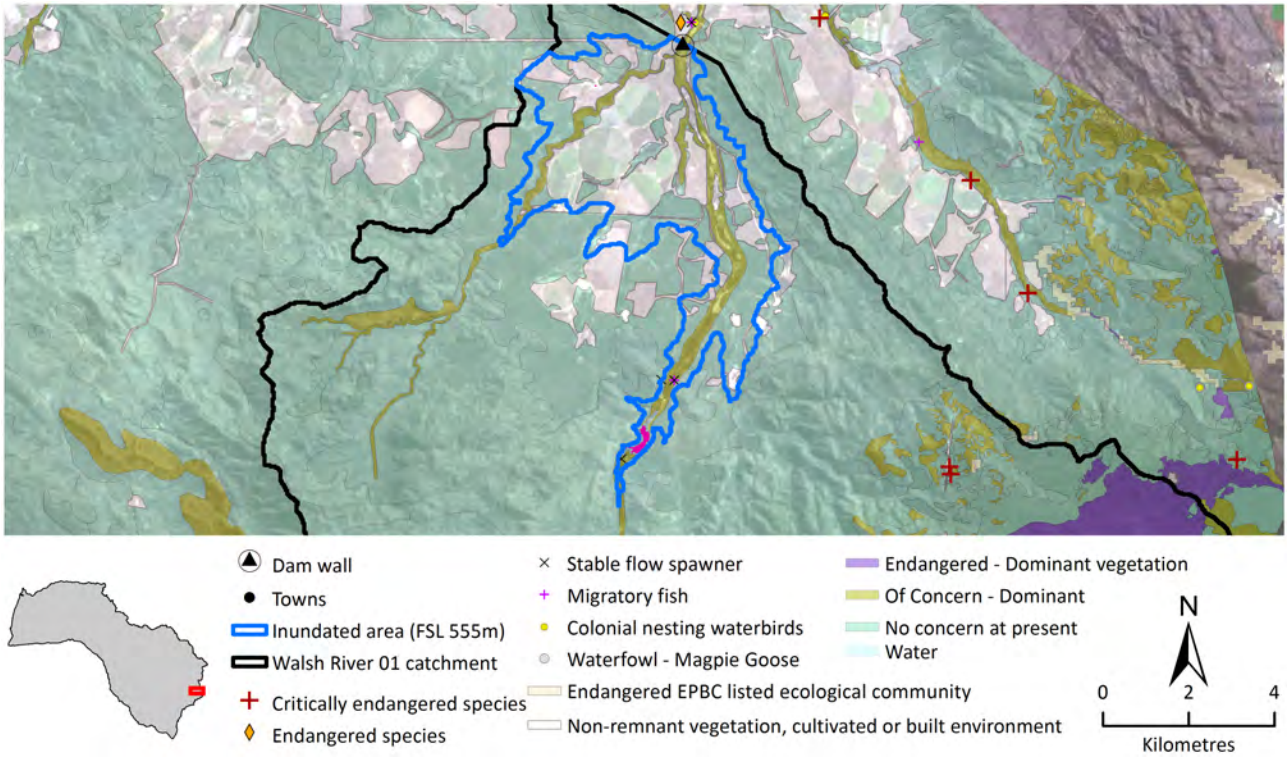 Dam wall
Towns
Inundated area (FSL 555m)
Walsh River 01 catchment
Critically endangered species
Endangered species
Stable flow spawner
Migratory fish
Colonial nesting waterbirds
Waterfowl - Magpie Goose
Endangered EPBC listed ecological community
Non-remnant vegetation, cultivated or built environment
Endangered - Dominant vegetation
Of Concern - Dominant
No concern at present
Water
N
0 2 4
Kilometres